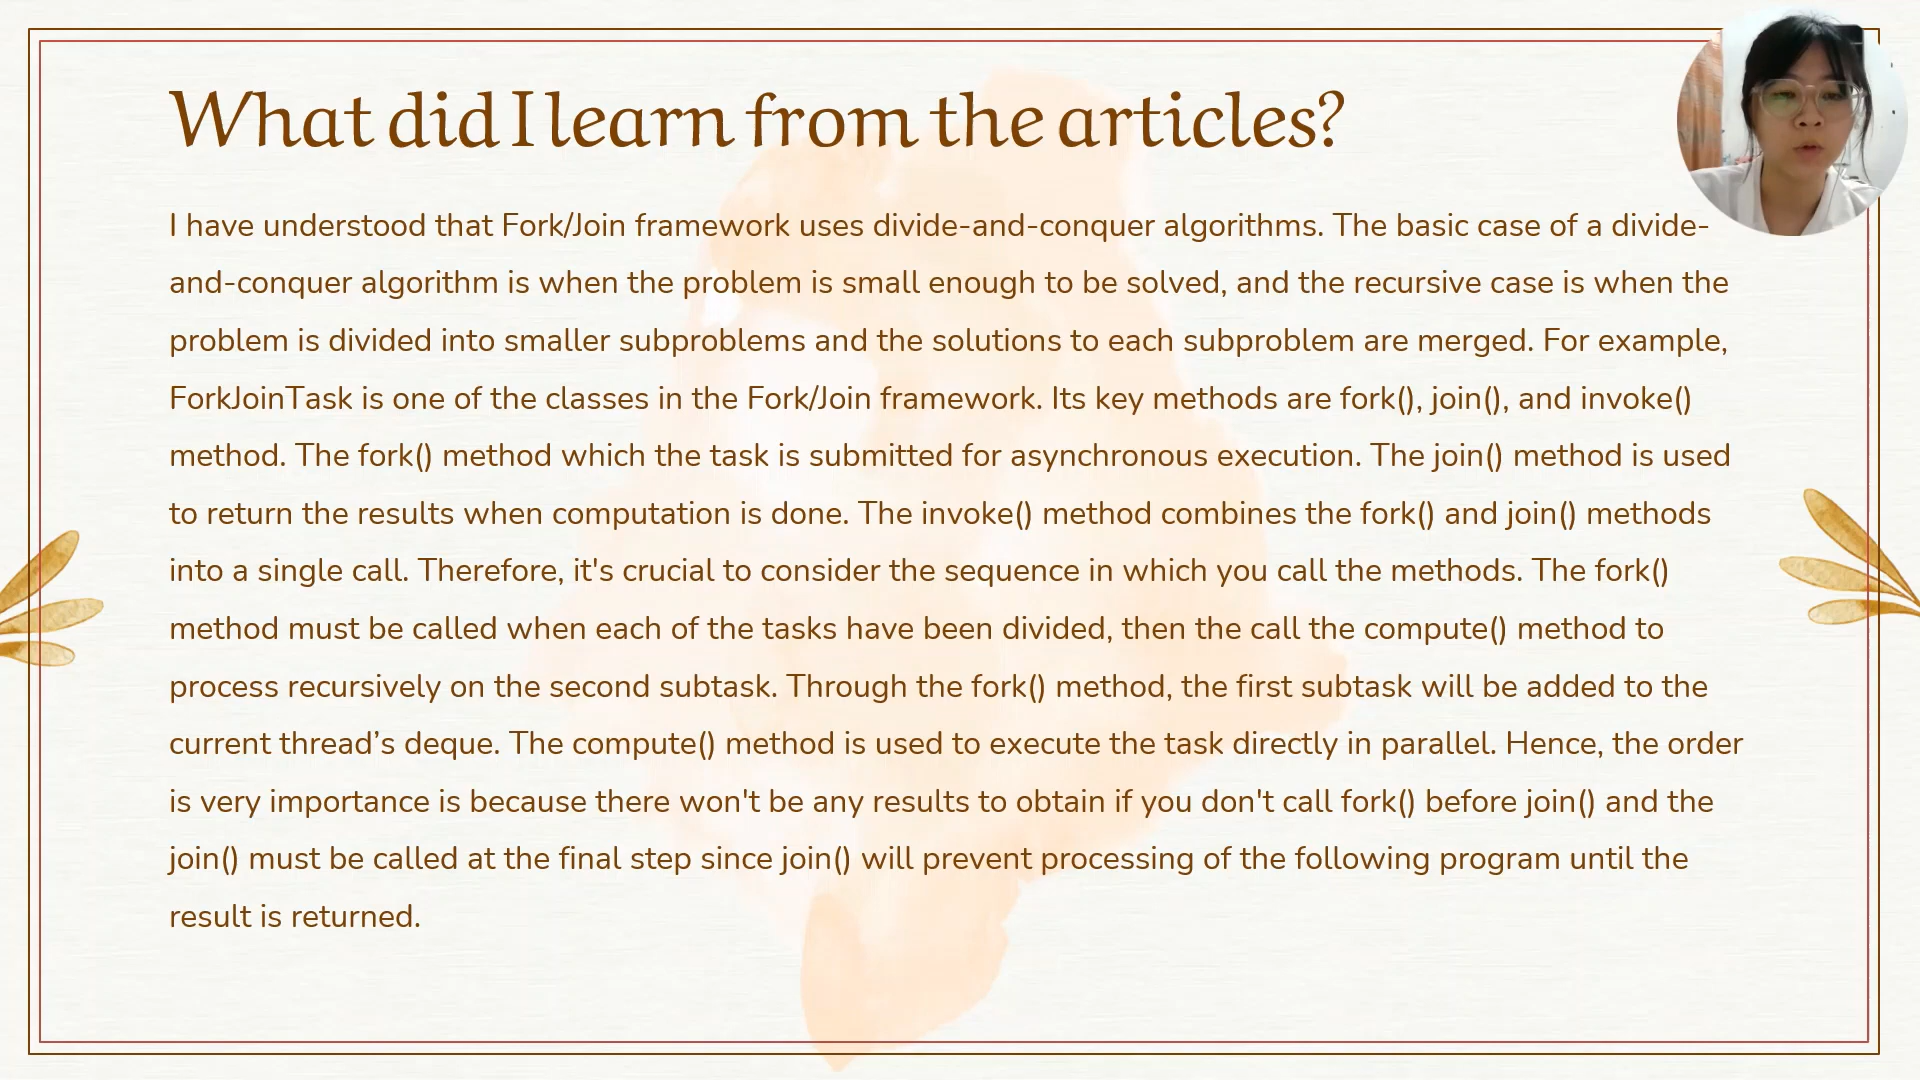 What did I learn from the articles?
I have understood that Fork/Join framework uses divide-and-conquer algorithms. The basic case of a divide-
and-conquer algorithm is when the problem is small enough to be solved, and the recursive case is when the
problem is divided into smaller subproblems and the solutions to each subproblem are merged. For example,
ForkJoinTask is one of the classes in the Fork/Join framework. Its key methods are fork(), join(), and invoke()
method. The fork() method which the task is submitted for asynchronous execution. The join() method is used
to return the results when computation is done. The invoke() method combines the fork() and join() methods
into a single call. Therefore, it's crucial to consider the sequence in which you call the methods. The fork()
method must be called when each of the tasks have been divided, then the call the compute() method to
process recursively on the second subtask. Through the fork() method, the first subtask will be added to the
current thread’s deque. The compute() method is used to execute the task directly in parallel. Hence, the order
is very importance is because there won't be any results to obtain if you don't call fork() before join() and the
join() must be called at the final step since join() will prevent processing of the following program until the
result is returned.